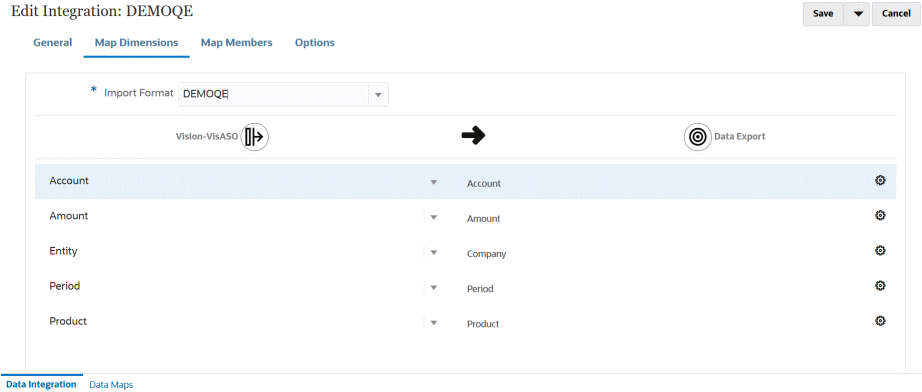 Edit Integration: DEMOQE
Save
Cancel
General Map Dimensions Map Members Options
* Import Format DEMOQE
Vision-VisASO Data Export
Account Account
Amount Amount
Entity Company
Period Period
Product Product
Data Integration Data Maps